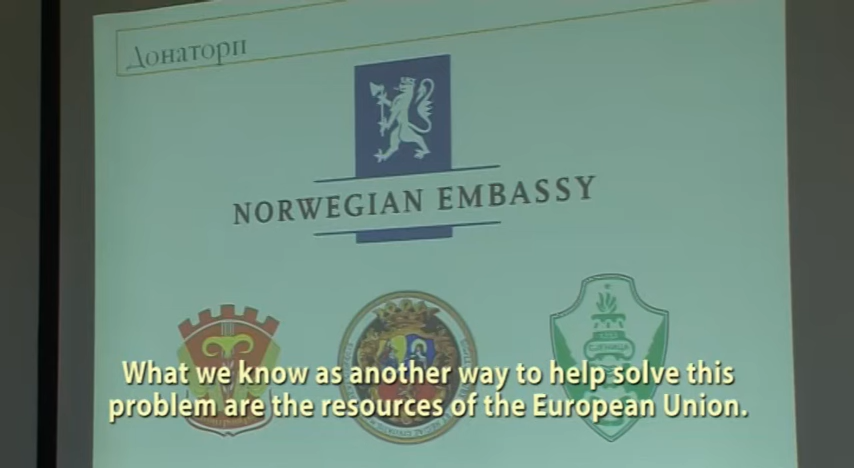 Донатори
NORWEGIAN EMBASSY
What we know as another way to help solve this
problem are the resources of the European Union.